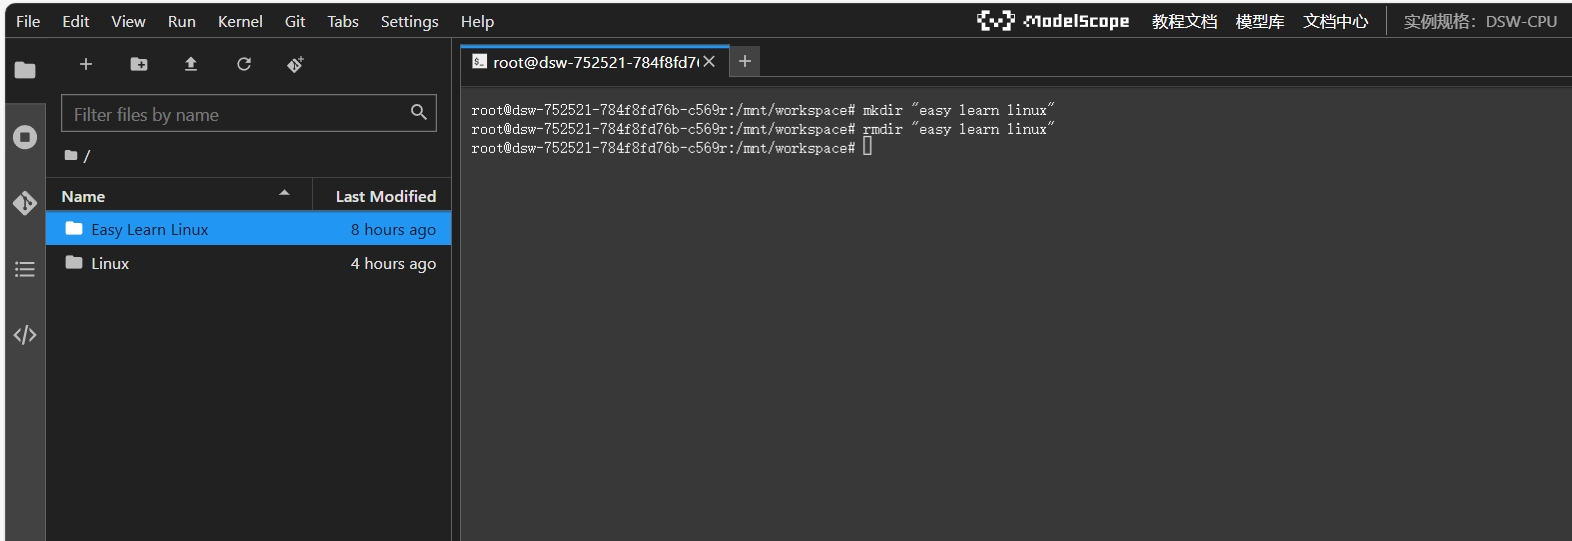 File Edit View Run Kernel Git Tabs Settings Help
ModelScope 教程文档 模型库 文档中心 实例规格：DSW-CPU
root@dsw-752521-784f8fd76
Filter files by name
/
Name Last Modified
Easy Learn Linux 8 hours ago
Linux 4 hours ago
root@dsw-752521-784f8fd76b-c569r:/mnt/workspace# mkdir "easy learn linux"
root@dsw-752521-784f8fd76b-c569r:/mnt/workspace# rmdir "easy learn linux"
root@dsw-752521-784f8fd76b-c569r:/mnt/workspace#